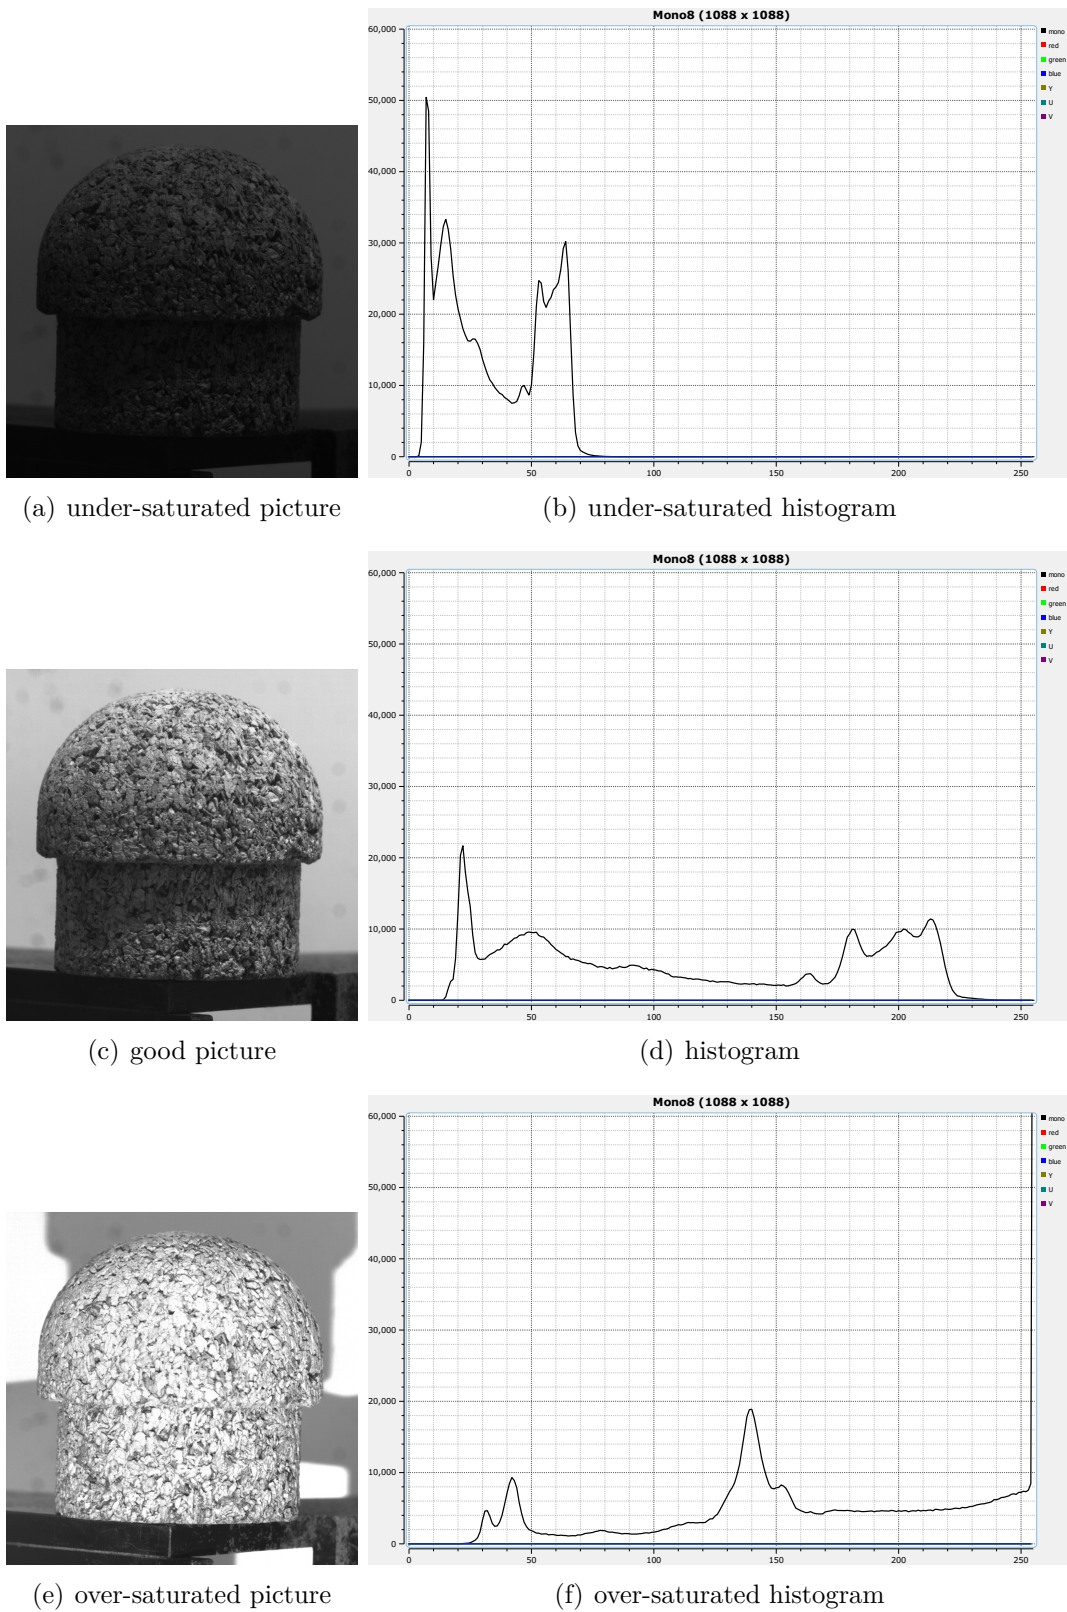 Mono8 (1088 x 1088)
60,000
50,000
40,000
30,000
20,000
10,000
0
0 50 100 150 200 250
mono
red
green
blue
Y
U
V
(a) under-saturated picture
(b) under-saturated histogram
Mono8 (1088 x 1088)
60,000
50,000
40,000
30,000
20,000
10,000
0
0 50 100 150 200 250
mono
red
green
blue
Y
U
V
(c) good picture
(d) histogram
Mono8 (1088 x 1088)
60,000
50,000
40,000
30,000
20,000
10,000
0
0 50 100 150 200 250
mono
red
green
blue
Y
U
V
(e) over-saturated picture
(f) over-saturated histogram